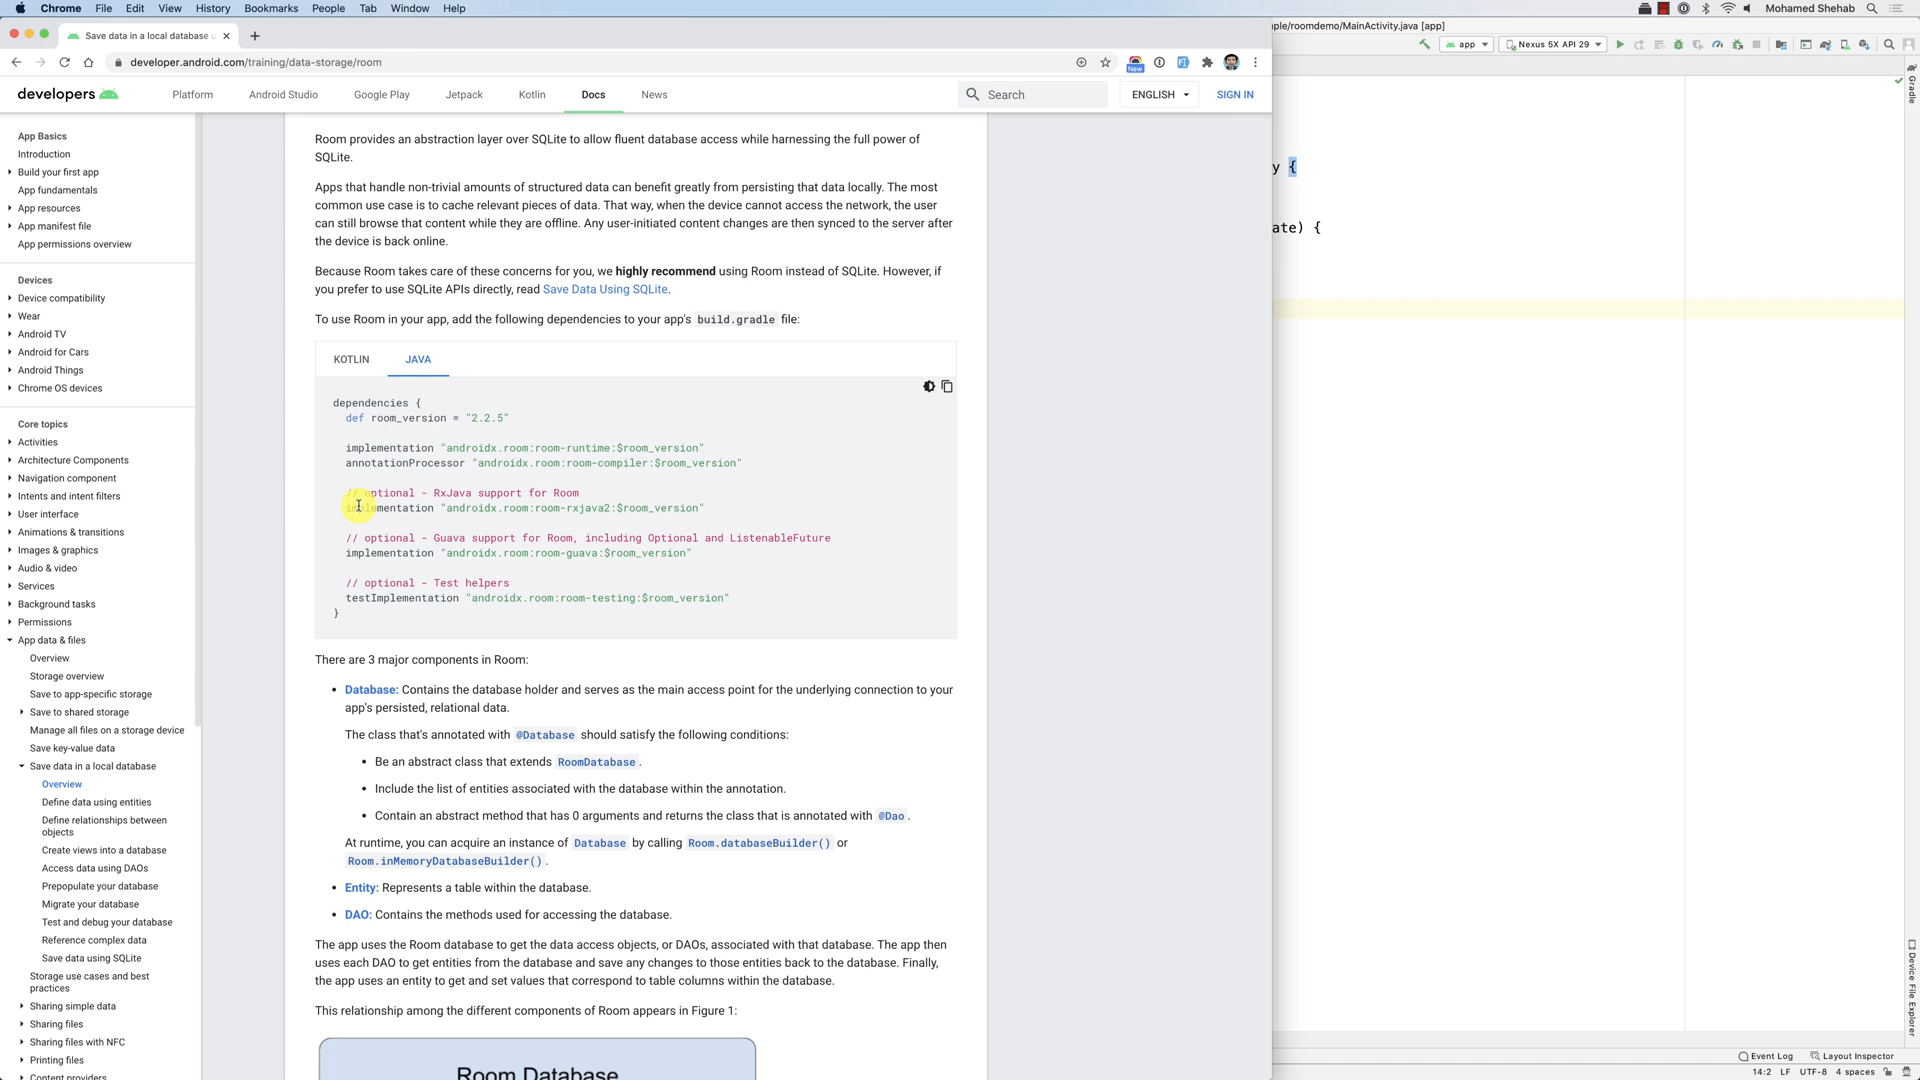 Chrome File Edit View History Bookmarks People Tab Window Help
Mohamed Shehab
Save data in a local database u
developer.android.com/training/data-storage/room
New
developers
Platform Android Studio Google Play Jetpack Kotlin Docs News
Search
ENGLISH
SIGN IN
App Basics
Introduction
Build your first app
App fundamentals
App resources
App manifest file
App permissions overview
Devices
Device compatibility
Wear
Android TV
Android for Cars
Android Things
Chrome OS devices
Core topics
Activities
Architecture Components
Navigation component
Intents and intent filters
User interface
Animations & transitions
Images & graphics
Audio & video
Services
Background tasks
Permissions
App data & files
Overview
Storage overview
Save to app-specific storage
Save to shared storage
Manage all files on a storage device
Save key-value data
Save data in a local database
Overview
Define data using entities
Define relationships between
objects
Create views into a database
Access data using DAOs
Prepopulate your database
Migrate your database
Test and debug your database
Reference complex data
Save data using SQLite
Storage use cases and best
practices
Sharing simple data
Sharing files
Sharing files with NFC
Printing files
Content providers
Room provides an abstraction layer over SQLite to allow fluent database access while harnessing the full power of
SQLite.
Apps that handle non-trivial amounts of structured data can benefit greatly from persisting that data locally. The most
common use case is to cache relevant pieces of data. That way, when the device cannot access the network, the user
can still browse that content while they are offline. Any user-initiated content changes are then synced to the server after
the device is back online.
Because Room takes care of these concerns for you, we highly recommend using Room instead of SQLite. However, if
you prefer to use SQLite APIs directly, read Save Data Using SQLite.
To use Room in your app, add the following dependencies to your app's build.gradle file:
KOTLIN JAVA
dependencies {
def room_version = "2.2.5"
implementation "androidx.room:room-runtime:$room_version"
annotationProcessor "androidx.room:room-compiler:$room_version"
// optional - RxJava support for Room
implementation "androidx.room:room-rxjava2:$room_version"
// optional - Guava support for Room, including Optional and ListenableFuture
implementation "androidx.room:room-guava:$room_version"
// optional - Test helpers
testImplementation "androidx.room:room-testing:$room_version"
}
There are 3 major components in Room:
• Database: Contains the database holder and serves as the main access point for the underlying connection to your
app's persisted, relational data.
The class that's annotated with @Database should satisfy the following conditions:
• Be an abstract class that extends RoomDatabase.
• Include the list of entities associated with the database within the annotation.
• Contain an abstract method that has 0 arguments and returns the class that is annotated with @Dao.
At runtime, you can acquire an instance of Database by calling Room.databaseBuilder() or
Room.inMemoryDatabaseBuilder().
• Entity: Represents a table within the database.
• DAO: Contains the methods used for accessing the database.
The app uses the Room database to get the data access objects, or DAOs, associated with that database. The app then
uses each DAO to get entities from the database and save any changes to those entities back to the database. Finally,
the app uses an entity to get and set values that correspond to table columns within the database.
This relationship among the different components of Room appears in Figure 1:
Room Database
ple/roomdemo/MainActivity.java [app]
app
Nexus 5X API 29
y {
ate) {
Gradle
Device File Explorer
Event Log Layout Inspector
14:2 LF UTF-8 4 spaces